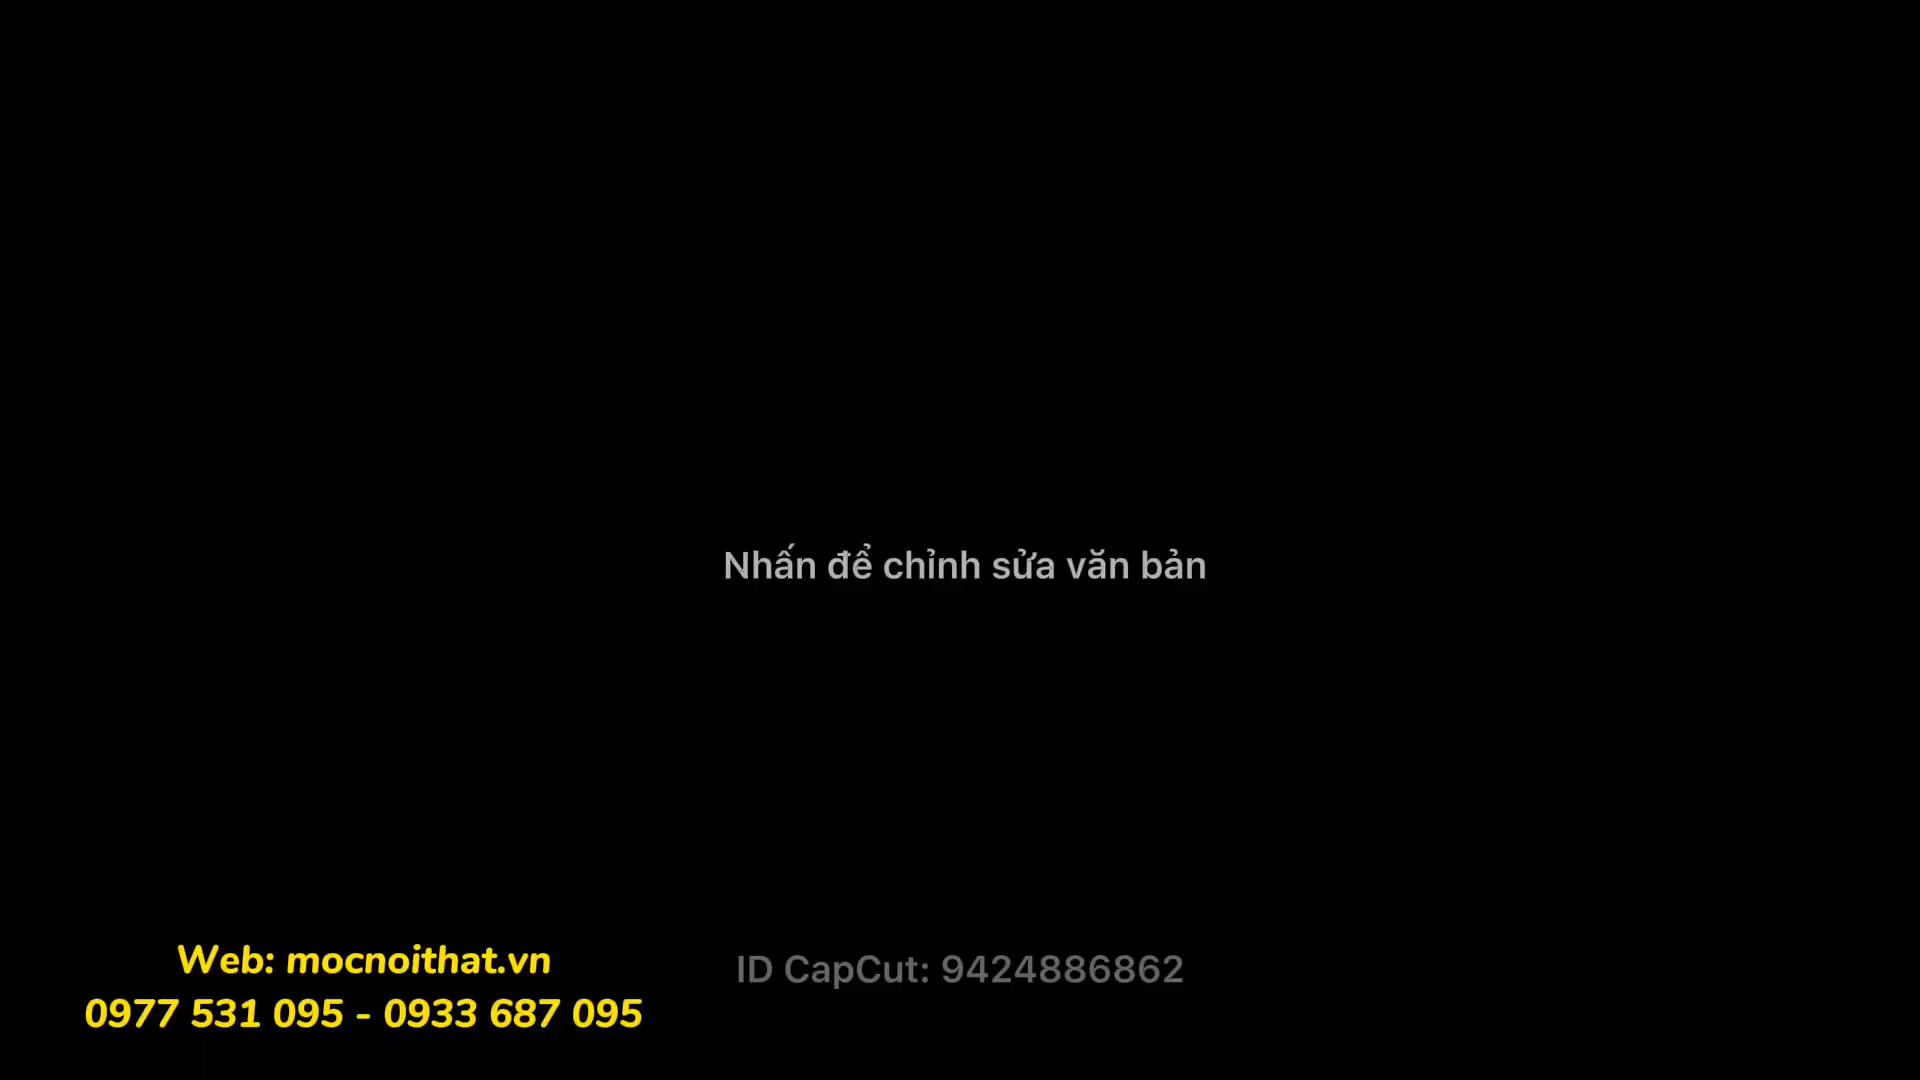 Nhấn để chỉnh sửa văn bản
Web: mocnoithat.vn
0977 531 095 - 0933 687 095
ID CapCut: 9424886862